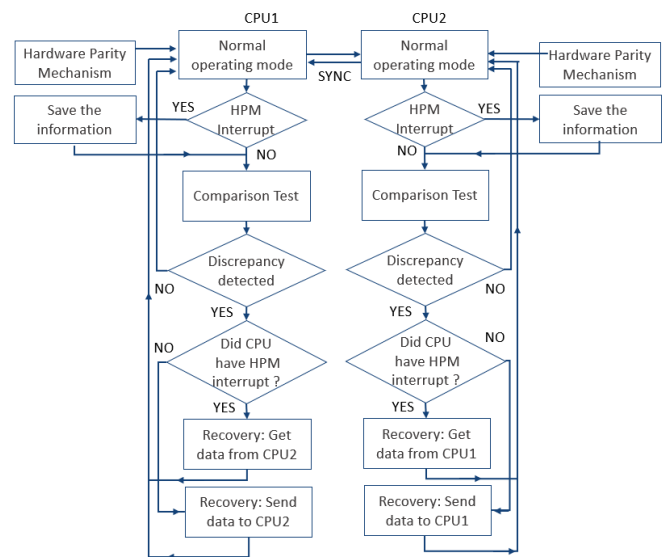 CPU1
CPU2
Hardware Parity
Mechanism
Normal
operating mode
SYNC
Normal
operating mode
Hardware Parity
Mechanism
Save the
information
YES
HPM
Interrupt
NO
HPM
Interrupt
YES
NO
Save the
information
Comparison Test
Comparison Test
Discrepancy
detected
NO
YES
Discrepancy
detected
NO
YES
Did CPU
have HPM
interrupt ?
NO
YES
Did CPU
have HPM
interrupt ?
NO
YES
Recovery: Get
data from CPU2
Recovery: Get
data from CPU1
Recovery: Send
data to CPU2
Recovery: Send
data to CPU1